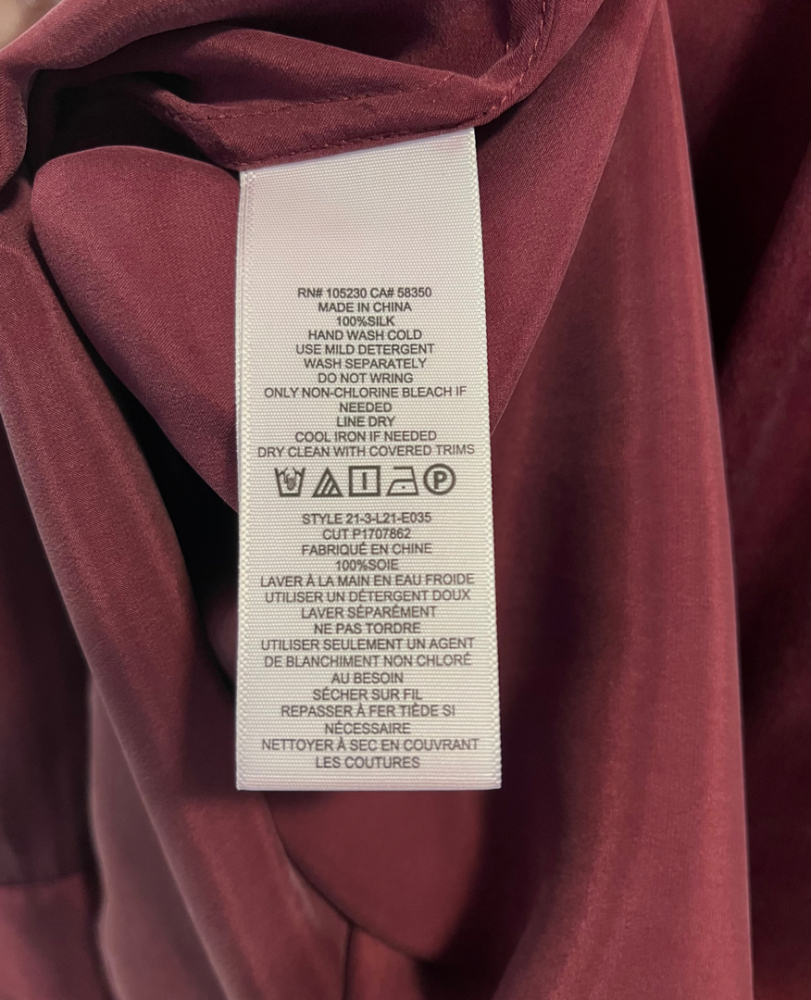 RN# 105230 CA# 58350
MADE IN CHINA
100%SILK
HAND WASH COLD
USE MILD DETERGENT
WASH SEPARATELY
DO NOT WRING
ONLY NON-CHLORINE BLEACH IF
NEEDED
LINE DRY
COOL IRON IF NEEDED
DRY CLEAN WITH COVERED TRIMS
P
STYLE 21-3-L21-E035
CUT P1707862
FABRIQUÉ EN CHINE
100%SOIE
LAVER À LA MAIN EN EAU FROIDE
UTILISER UN DÉTERGENT DOUX
LAVER SÉPARÉMENT
NE PAS TORDRE
UTILISER SEULEMENT UN AGENT
DE BLANCHIMENT NON CHLORÉ
AU BESOIN
SÉCHER SUR FIL
REPASSER À FER TIÈDE SI
NÉCESSAIRE
NETTOYER À SEC EN COUVRANT
LES COUTURES